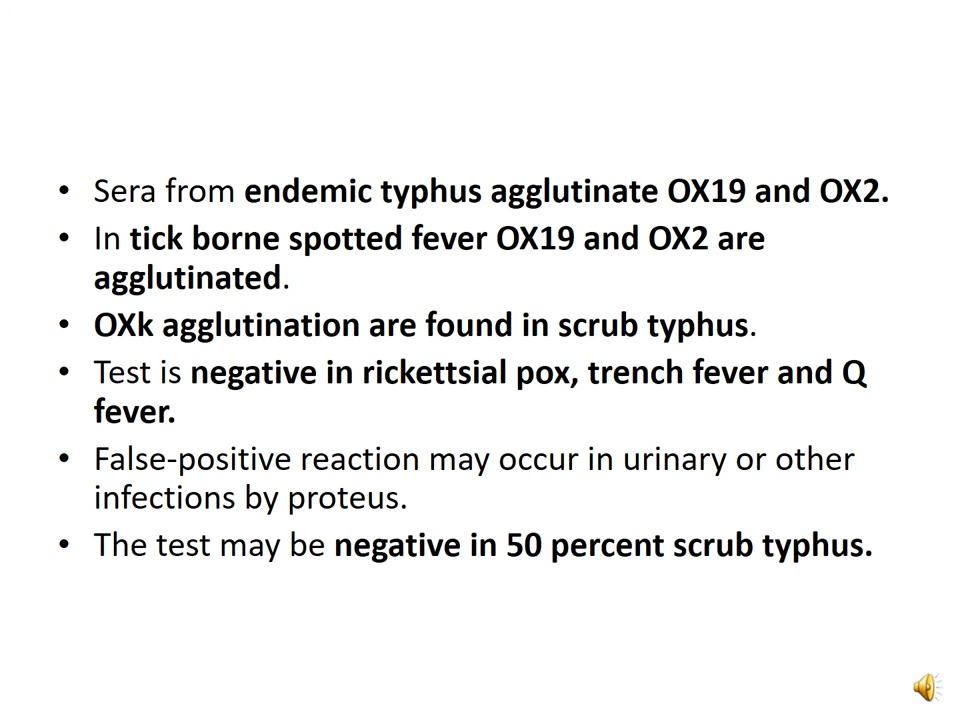 • Sera from endemic typhus agglutinate OX19 and OX2.
• In tick borne spotted fever OX19 and OX2 are
agglutinated.
• OXk agglutination are found in scrub typhus.
• Test is negative in rickettsial pox, trench fever and Q
fever.
• False-positive reaction may occur in urinary or other
infections by proteus.
• The test may be negative in 50 percent scrub typhus.